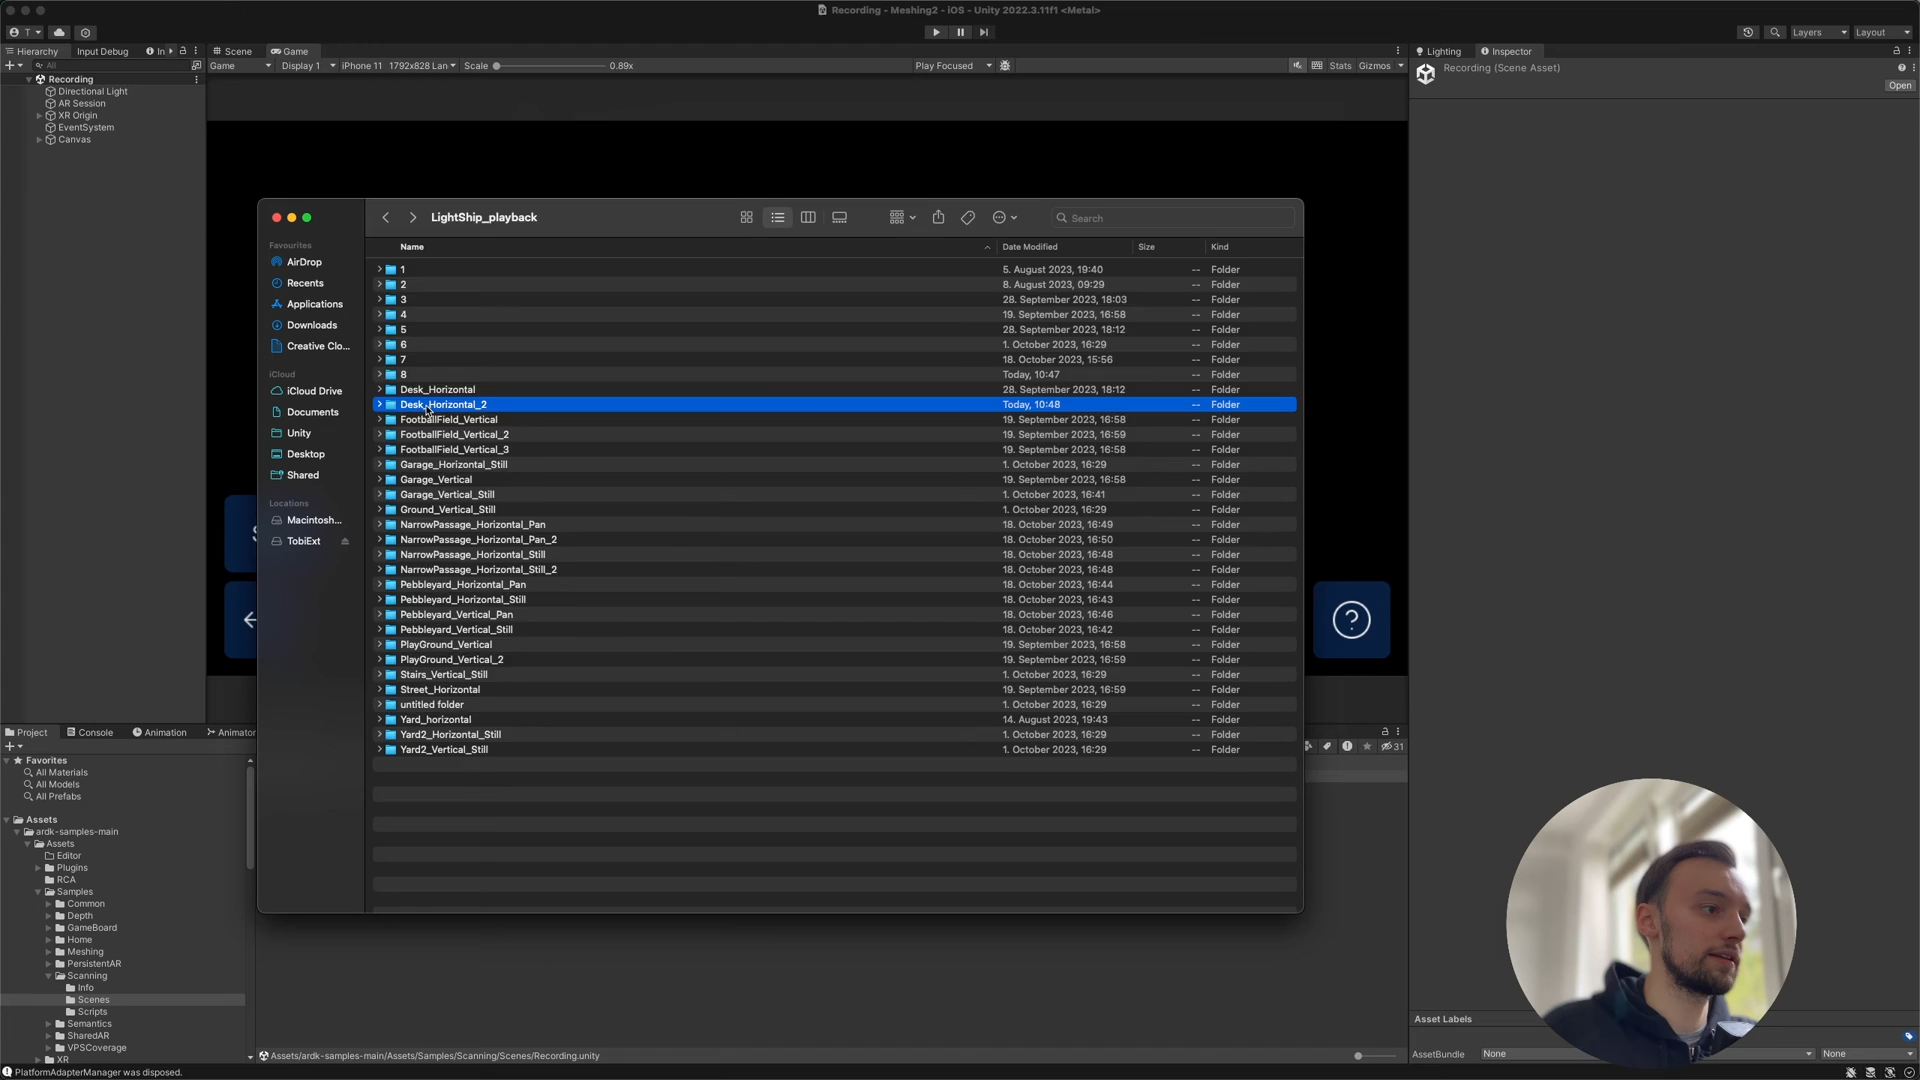 Recording - Meshing2 - iOS - Unity 2022.3.11f1 <Metal>
T
Layers
Layout
Hierarchy
Input Debug
In
Scene
Game
Lighting
Inspector
All
Game
Display 1
iPhone 11 1792x828 Lan
Scale
0.89x
Play Focused
Stats
Gizmos
Recording (Scene Asset)
Open
Recording
Directional Light
AR Session
XR Origin
EventSystem
Canvas
LightShip_playback
Search
Favourites
AirDrop
Recents
Applications
Downloads
Creative Clo...
iCloud
iCloud Drive
Documents
Unity
Desktop
Shared
Locations
Macintosh...
TobiExt
Name Date Modified Size Kind
1 5. August 2023, 19:40 -- Folder
2 8. August 2023, 09:29 -- Folder
3 28. September 2023, 18:03 -- Folder
4 19. September 2023, 16:58 -- Folder
5 28. September 2023, 18:12 -- Folder
6 1. October 2023, 16:29 -- Folder
7 18. October 2023, 15:56 -- Folder
8 Today, 10:47 -- Folder
Desk_Horizontal 28. September 2023, 18:12 -- Folder
Desk_Horizontal_2 Today, 10:48 -- Folder
FootballField_Vertical 19. September 2023, 16:58 -- Folder
FootballField_Vertical_2 19. September 2023, 16:59 -- Folder
FootballField_Vertical_3 19. September 2023, 16:58 -- Folder
Garage_Horizontal_Still 1. October 2023, 16:29 -- Folder
Garage_Vertical 19. September 2023, 16:58 -- Folder
Garage_Vertical_Still 1. October 2023, 16:41 -- Folder
Ground_Vertical_Still 1. October 2023, 16:29 -- Folder
NarrowPassage_Horizontal_Pan 18. October 2023, 16:49 -- Folder
NarrowPassage_Horizontal_Pan_2 18. October 2023, 16:50 -- Folder
NarrowPassage_Horizontal_Still 18. October 2023, 16:48 -- Folder
NarrowPassage_Horizontal_Still_2 18. October 2023, 16:48 -- Folder
Pebbleyard_Horizontal_Pan 18. October 2023, 16:44 -- Folder
Pebbleyard_Horizontal_Still 18. October 2023, 16:43 -- Folder
Pebbleyard_Vertical_Pan 18. October 2023, 16:46 -- Folder
Pebbleyard_Vertical_Still 18. October 2023, 16:42 -- Folder
PlayGround_Vertical 19. September 2023, 16:58 -- Folder
PlayGround_Vertical_2 19. September 2023, 16:59 -- Folder
Stairs_Vertical_Still 1. October 2023, 16:29 -- Folder
Street_Horizontal 19. September 2023, 16:59 -- Folder
untitled folder 1. October 2023, 16:29 -- Folder
Yard_horizontal 14. August 2023, 19:43 -- Folder
Yard2_Horizontal_Still 1. October 2023, 16:29 -- Folder
Yard2_Vertical_Still 1. October 2023, 16:29 -- Folder
?
Project
Console
Animation
Animator
31
Favorites
All Materials
All Models
All Prefabs
Assets
ardk-samples-main
Assets
Editor
Plugins
RCA
Samples
Common
Depth
GameBoard
Home
Meshing
PersistentAR
Scanning
Info
Scenes
Scripts
Semantics
SharedAR
VPSCoverage
XR
Assets/ardk-samples-main/Assets/Samples/Scanning/Scenes/Recording.unity
Asset Labels
AssetBundle None None
PlatformAdapterManager was disposed.